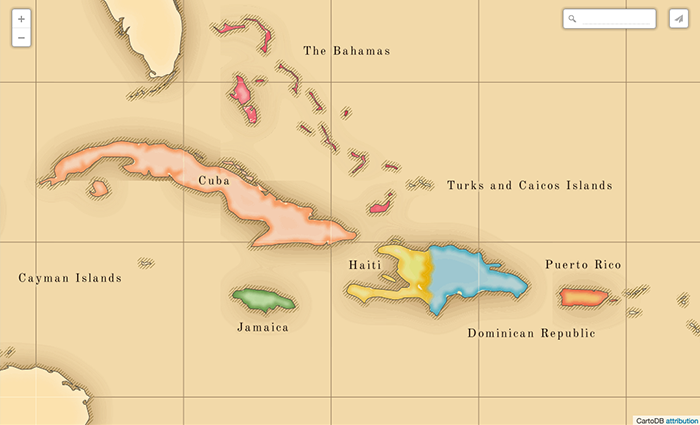 +
−
The Bahamas
Cuba
Turks and Caicos Islands
Haiti
Puerto Rico
Cayman Islands
Jamaica
Dominican Republic
CartoDB attribution